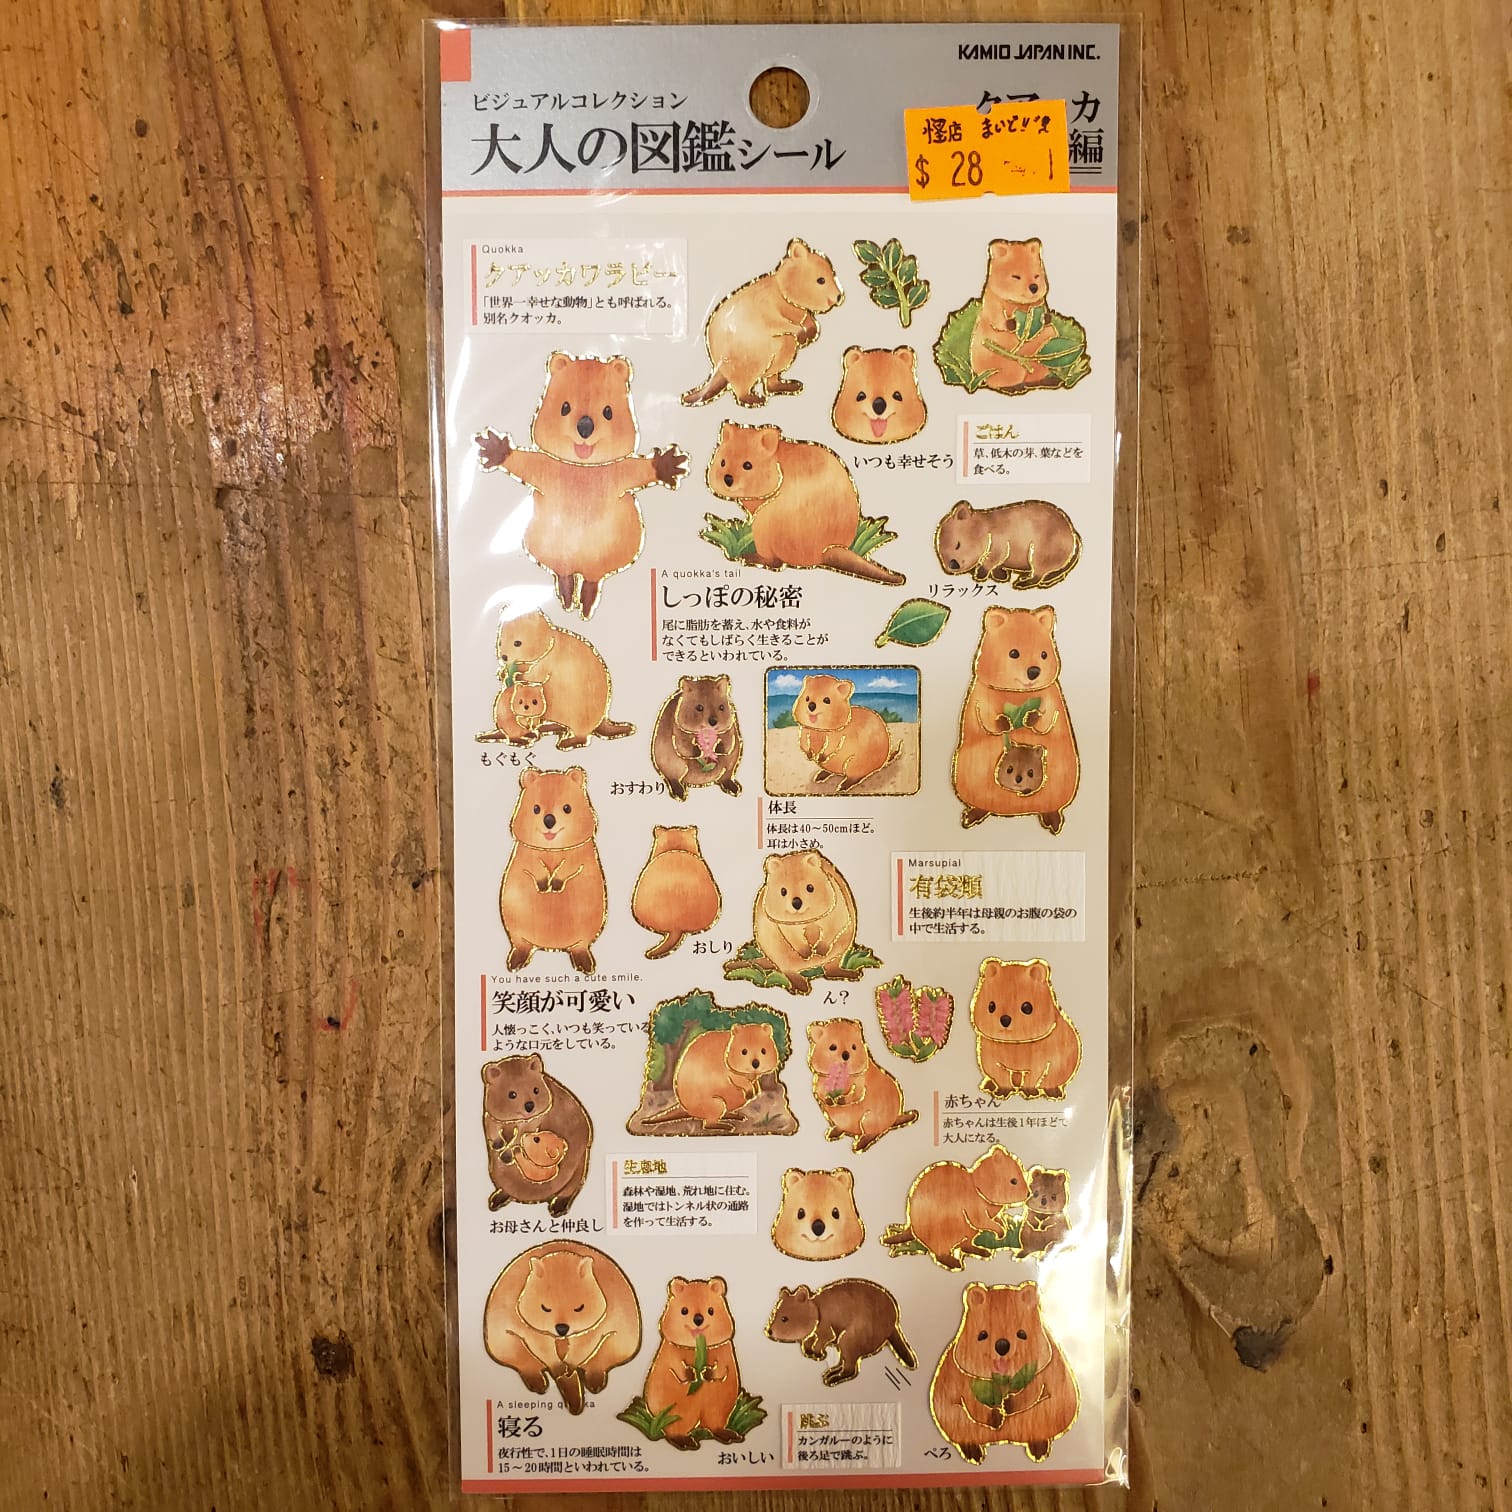 KAMIO JAPAN INC.
ビジュアルコレクション
大人の図鑑シール
編
$ 28
Quokka
クアッカワラビー
「世界一幸せな動物」とも呼ばれる。
別名クオッカ。
いつも幸せそう
ごはん
草、低木の芽、葉などを
食べる。
A quokka's tail
しっぽの秘密
尾に脂肪を蓄え、水や食料が
なくてもしばらく生きることが
できるといわれている。
リラックス
もぐもぐ
おすわり
体長
体長は40～50cmほど。
耳は小さめ。
Marsupial
有袋類
生後約半年は母親のお腹の袋の
中で生活する。
おしり
ん？
You have such a cute smile.
笑顔が可愛い
人懐っこく、いつも笑っている
ような口元をしている。
赤ちゃん
赤ちゃんは生後1年ほどで
大人になる。
お母さんと仲良し
生息地
森林や湿地、荒れ地に住む。
湿地ではトンネル状の通路
を作って生活する。
A sleeping quokka
寝る
夜行性で、1日の睡眠時間は
15～20時間といわれている。
おいしい
跳ぶ
カンガルーのように
後ろ足で跳ぶ。
ぺろ